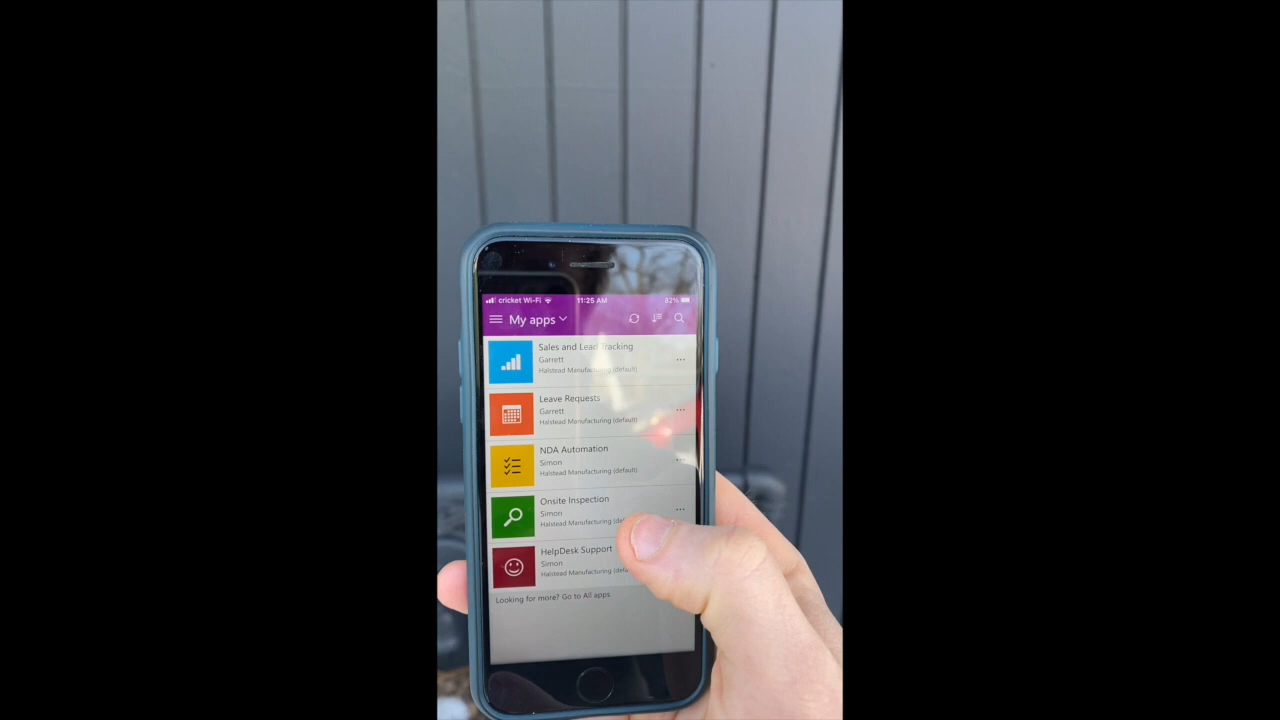 cricket Wi-Fi 11:25 AM 82%
My apps
Sales and Lead Tracking
Garrett
Halstead Manufacturing (default)
Leave Requests
Garrett
Halstead Manufacturing (default)
NDA Automation
Simon
Halstead Manufacturing (default)
Onsite Inspection
Simon
Halstead Manufacturing (def
HelpDesk Support
Simon
Halstead Manufacturing (defa
Looking for more? Go to All apps.